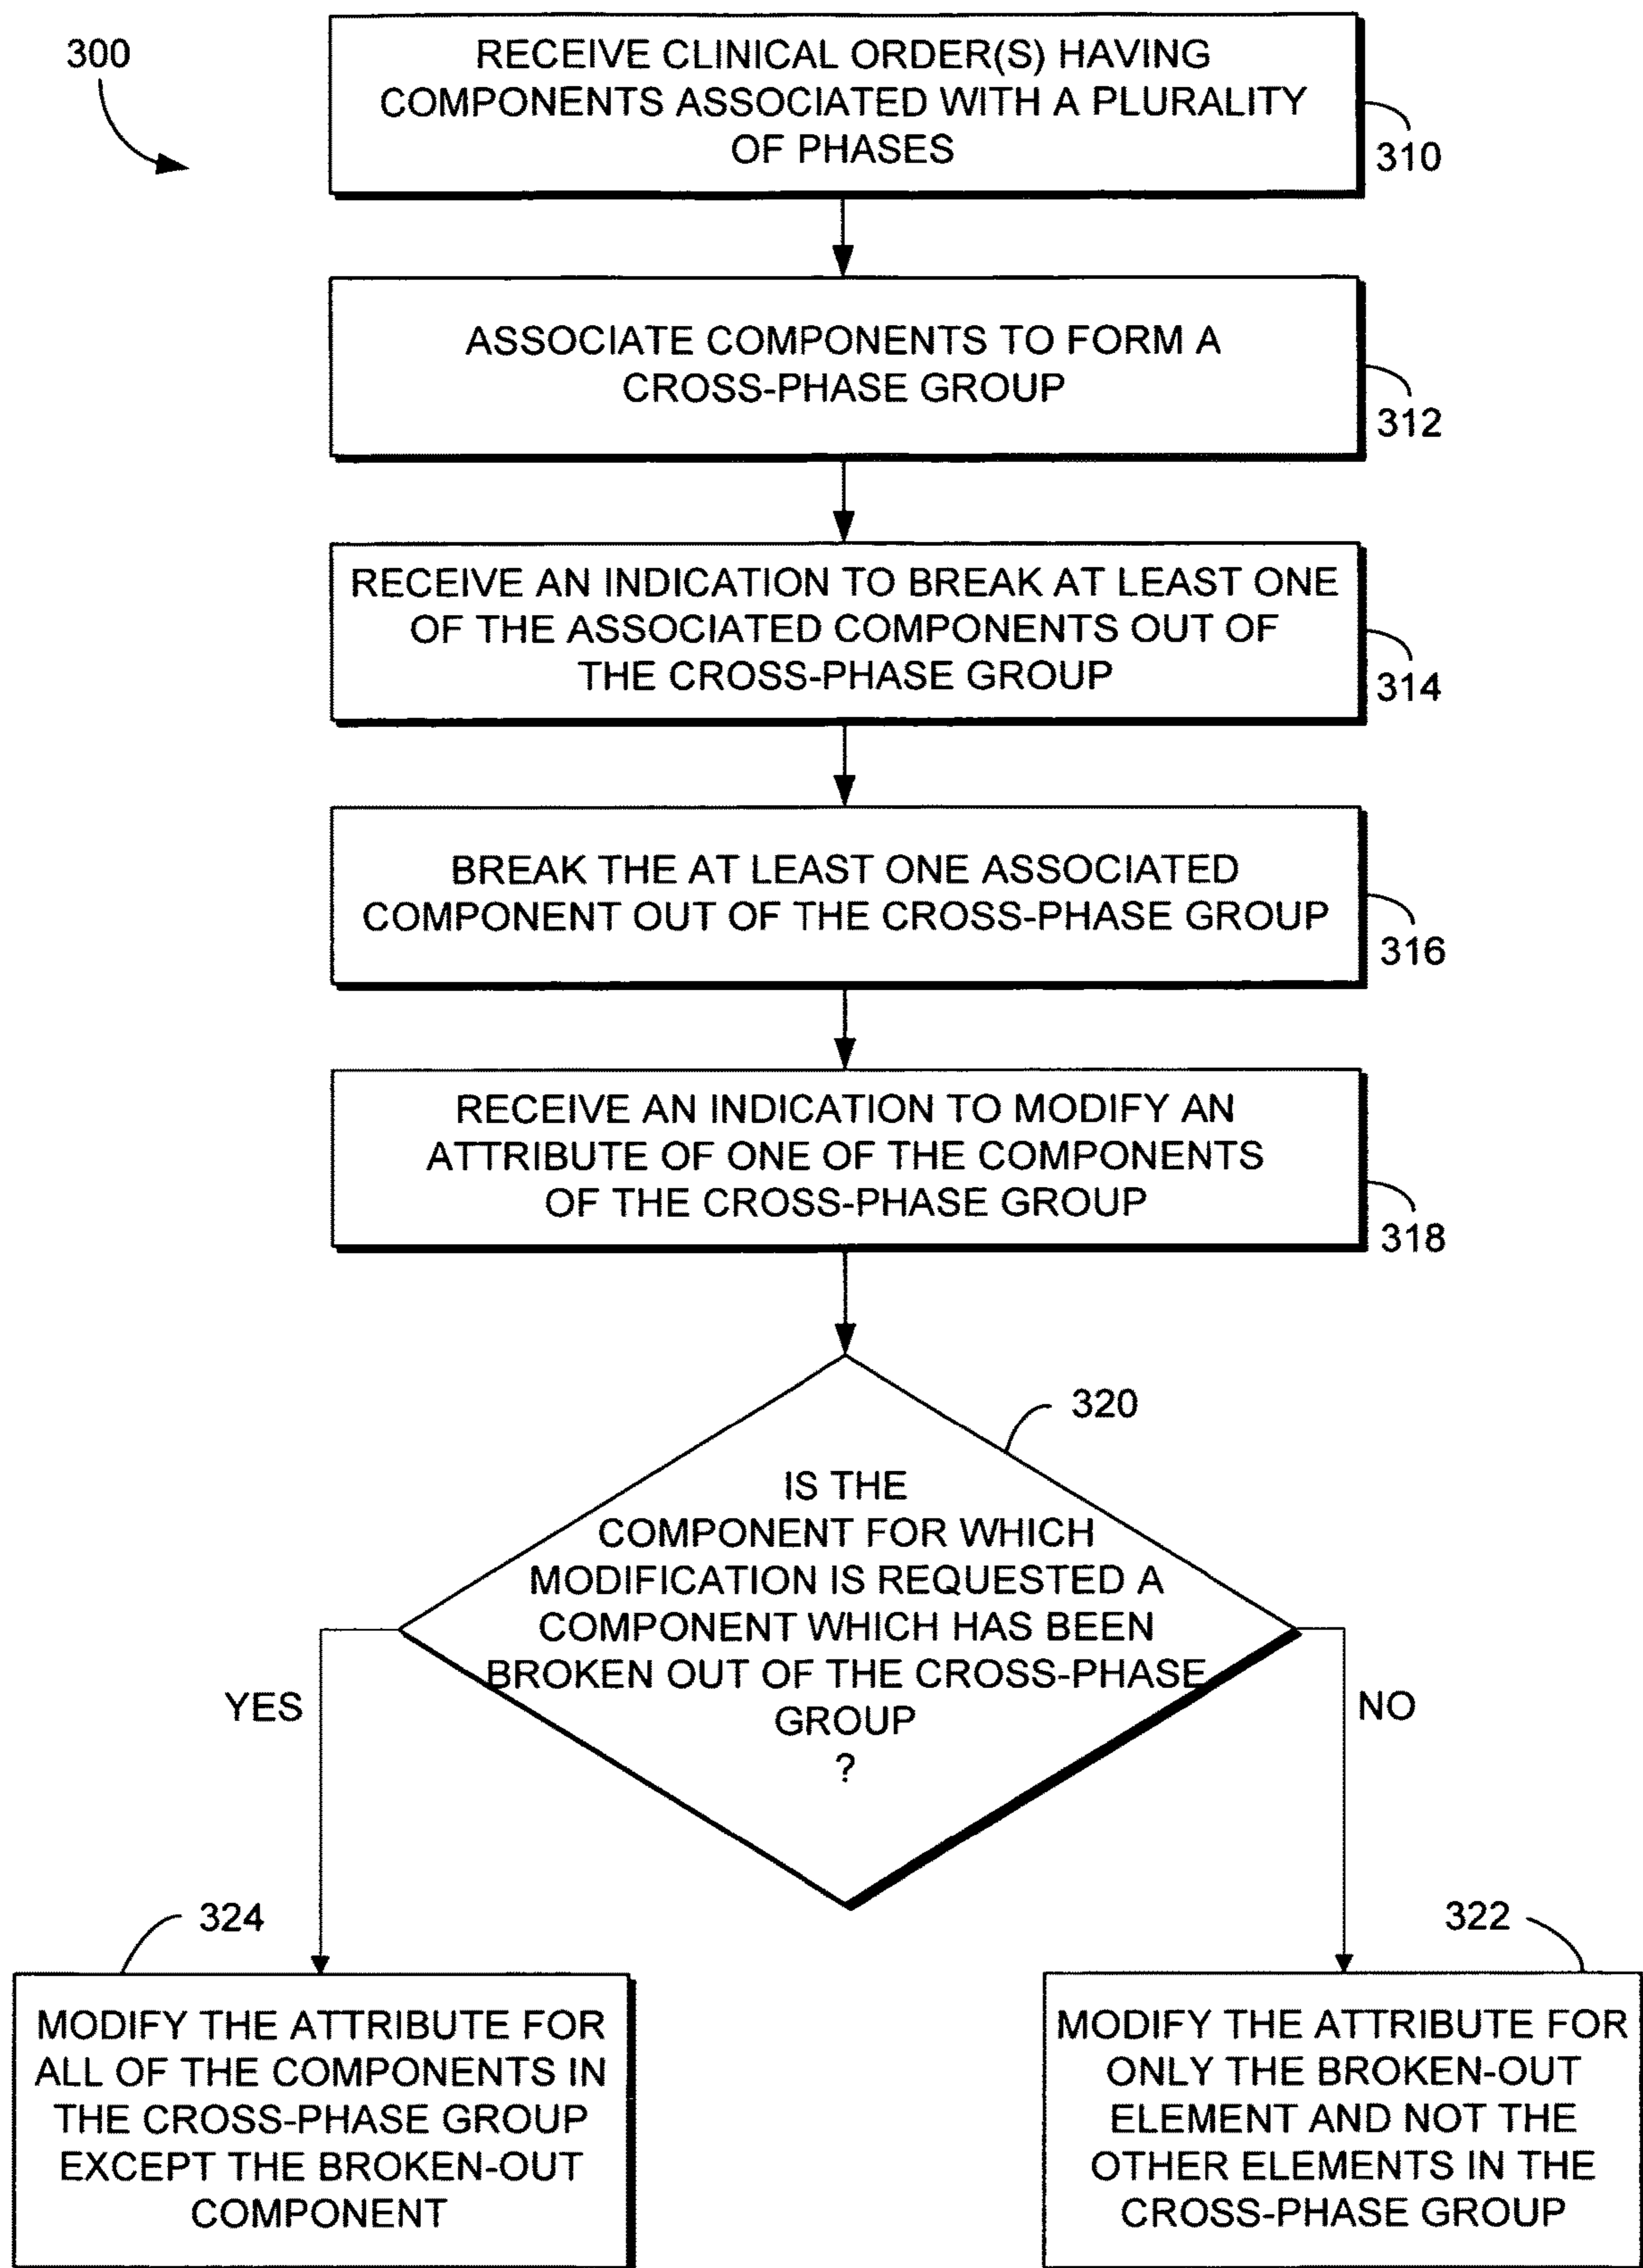 300
RECEIVE CLINICAL ORDER(S) HAVING
COMPONENTS ASSOCIATED WITH A PLURALITY
OF PHASES
310
ASSOCIATE COMPONENTS TO FORM A
CROSS-PHASE GROUP
312
RECEIVE AN INDICATION TO BREAK AT LEAST ONE
OF THE ASSOCIATED COMPONENTS OUT OF
THE CROSS-PHASE GROUP
314
BREAK THE AT LEAST ONE ASSOCIATED
COMPONENT OUT OF THE CROSS-PHASE GROUP
316
RECEIVE AN INDICATION TO MODIFY AN
ATTRIBUTE OF ONE OF THE COMPONENTS
OF THE CROSS-PHASE GROUP
318
320
IS THE
COMPONENT FOR WHICH
MODIFICATION IS REQUESTED A
COMPONENT WHICH HAS BEEN
BROKEN OUT OF THE CROSS-PHASE
GROUP
?
YES
NO
324
MODIFY THE ATTRIBUTE FOR
ALL OF THE COMPONENTS IN
THE CROSS-PHASE GROUP
EXCEPT THE BROKEN-OUT
COMPONENT
322
MODIFY THE ATTRIBUTE FOR
ONLY THE BROKEN-OUT
ELEMENT AND NOT THE
OTHER ELEMENTS IN THE
CROSS-PHASE GROUP